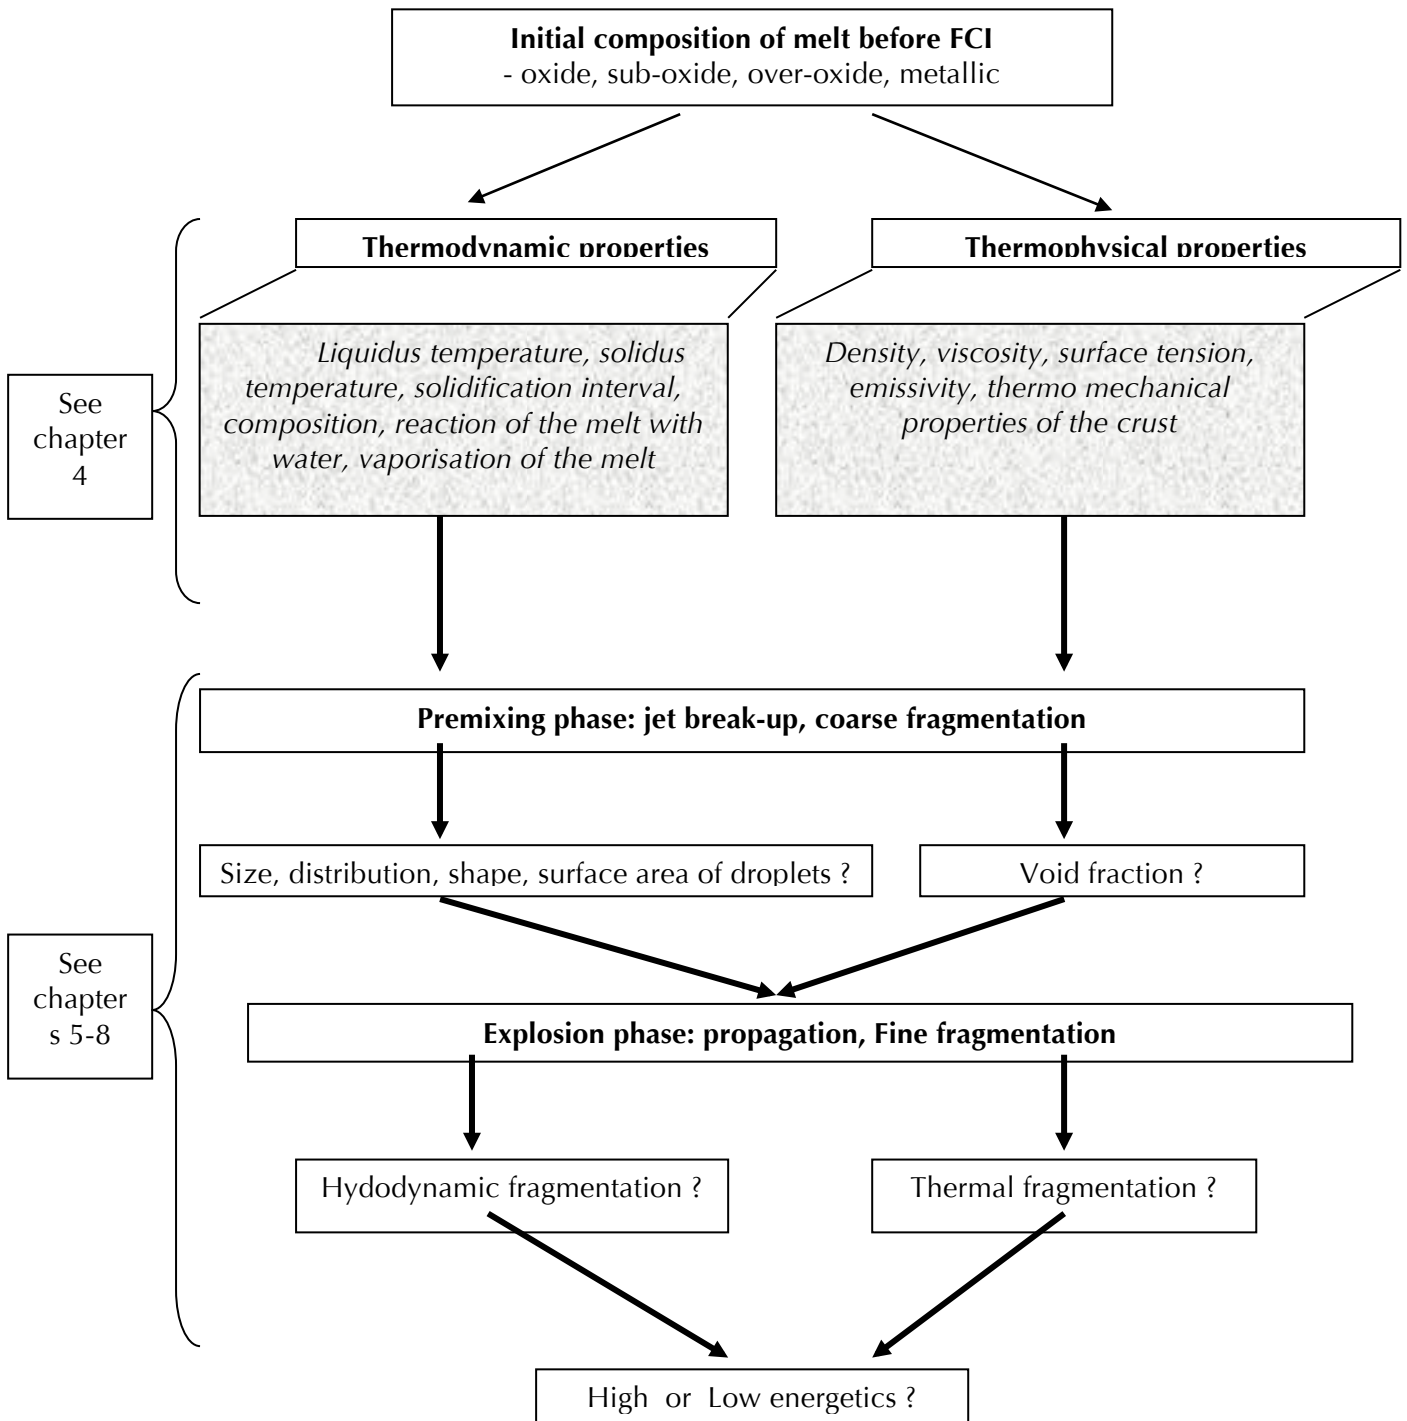 Initial composition of melt before FCI
- oxide, sub-oxide, over-oxide, metallic
Thermodynamic properties
Thermophysical properties
Liquidus temperature, solidus
temperature, solidification interval,
composition, reaction of the melt with
water, vaporisation of the melt
Density, viscosity, surface tension,
emissivity, thermo mechanical
properties of the crust
See
chapter
4
Premixing phase: jet break-up, coarse fragmentation
Size, distribution, shape, surface area of droplets ?
Void fraction ?
See
chapter
s 5-8
Explosion phase: propagation, Fine fragmentation
Hydodynamic fragmentation ?
Thermal fragmentation ?
High or Low energetics ?